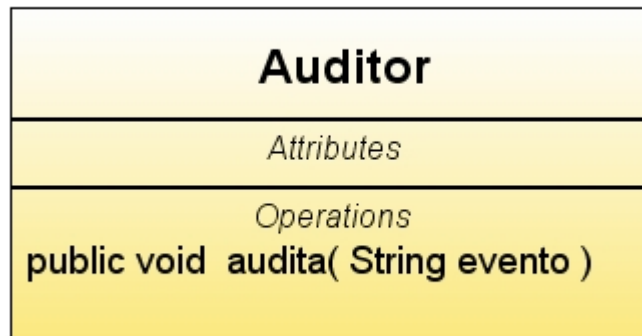 Auditor
Attributes
Operations
public void audita( String evento )